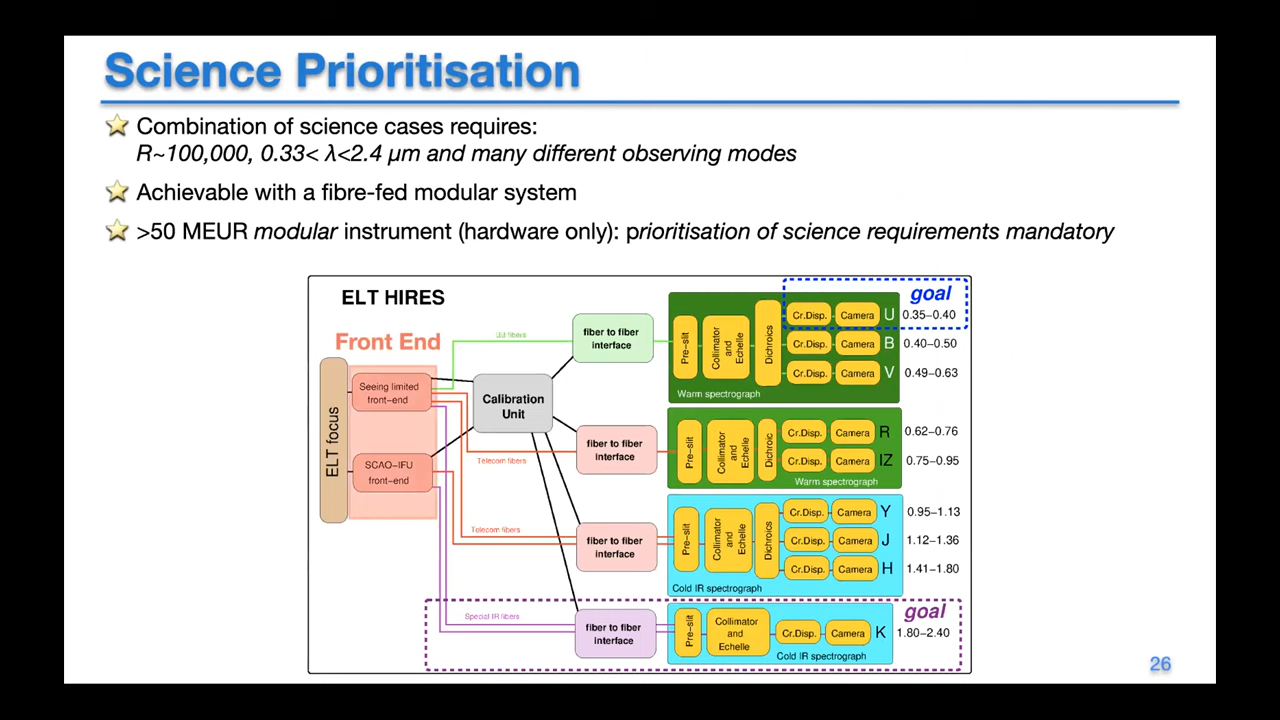 Science Prioritisation
Combination of science cases requires:
R~100,000, 0.33< λ<2.4 µm and many different observing modes
Achievable with a fibre-fed modular system
>50 MEUR modular instrument (hardware only): prioritisation of science requirements mandatory
ELT HIRES
Front End
ELT focus
Seeing limited
front-end
SCAO-IFU
front-end
Calibration
Unit
Telecom fibers
Telecom fibers
Special IR fibers
fiber to fiber
interface
Pre-slit
Collimator
and
Echelle
Dichroics
goal
Cr.Disp.
Camera
U
0.35-0.40
Cr.Disp.
Camera
B
0.40-0.50
Cr.Disp.
Camera
V
0.49-0.63
Warm spectrograph
fiber to fiber
interface
Pre-slit
Collimator
and
Echelle
Dichroic
Cr.Disp.
Camera
R
0.62-0.76
Cr.Disp.
Camera
IZ
0.75-0.95
Warm spectrograph
fiber to fiber
interface
Pre-slit
Collimator
and
Echelle
Dichroics
Cr.Disp.
Camera
Y
0.95-1.13
Cr.Disp.
Camera
J
1.12-1.36
Cr.Disp.
Camera
H
1.41-1.80
Cold IR spectrograph
fiber to fiber
interface
Pre-slit
Collimator
and
Echelle
Cr.Disp.
Camera
K
goal
1.80-2.40
Cold IR spectrograph
26